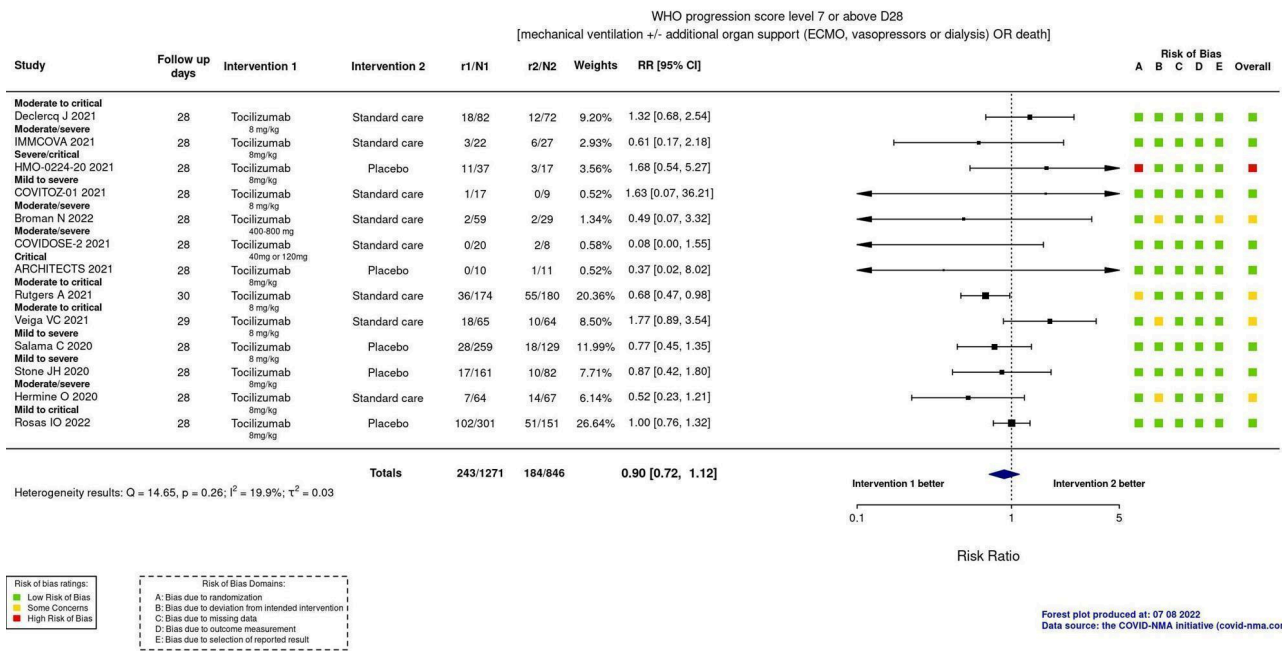 WHO progression score level 7 or above D28
[mechanical ventilation +/- additional organ support (ECMO, vasopressors or dialysis) OR death]
Study Follow up days Intervention 1 Intervention 2 r1/N1 r2/N2 Weights RR [95% CI] Risk of Bias A B C D E Overall
Moderate to critical
Declercq J 2021 28 Tocilizumab Standard care 18/82 12/72 9.20% 1.32 [0.68, 2.54]
Moderate/severe 8 mg/kg
IMMCOVA 2021 28 Tocilizumab Standard care 3/22 6/27 2.93% 0.61 [0.17, 2.18]
Severe/critical 8mg/kg
HMO-0224-20 2021 28 Tocilizumab Placebo 11/37 3/17 3.56% 1.68 [0.54, 5.27]
Mild to severe 8mg/kg
COVITOZ-01 2021 28 Tocilizumab Standard care 1/17 0/9 0.52% 1.63 [0.07, 36.21]
Moderate/severe 8 mg/kg
Broman N 2022 28 Tocilizumab Standard care 2/59 2/29 1.34% 0.49 [0.07, 3.32]
Moderate/severe 400-800 mg
COVIDOSE-2 2021 28 Tocilizumab Standard care 0/20 2/8 0.58% 0.08 [0.00, 1.55]
Critical 40mg or 120mg
ARCHITECTS 2021 28 Tocilizumab Placebo 0/10 1/11 0.52% 0.37 [0.02, 8.02]
Moderate to critical 8mg/kg
Rutgers A 2021 30 Tocilizumab Standard care 36/174 55/180 20.36% 0.68 [0.47, 0.98]
Moderate to critical 8 mg/kg
Veiga VC 2021 29 Tocilizumab Standard care 18/65 10/64 8.50% 1.77 [0.89, 3.54]
Mild to severe 8 mg/kg
Salama C 2020 28 Tocilizumab Placebo 28/259 18/129 11.99% 0.77 [0.45, 1.35]
Mild to severe 8 mg/kg
Stone JH 2020 28 Tocilizumab Placebo 17/161 10/82 7.71% 0.87 [0.42, 1.80]
Moderate/severe 8mg/kg
Hermine O 2020 28 Tocilizumab Standard care 7/64 14/67 6.14% 0.52 [0.23, 1.21]
Mild to critical 8mg/kg
Rosas IO 2022 28 Tocilizumab Placebo 102/301 51/151 26.64% 1.00 [0.76, 1.32]
8mg/kg
Totals 243/1271 184/846 0.90 [0.72, 1.12]
Heterogeneity results: Q = 14.65, p = 0.26; I² = 19.9%; τ² = 0.03
Intervention 1 better Intervention 2 better
0.1 1 5
Risk Ratio
Risk of bias ratings:
Low Risk of Bias
Some Concerns
High Risk of Bias
Risk of Bias Domains:
A: Bias due to randomization
B: Bias due to deviation from intended intervention
C: Bias due to missing data
D: Bias due to outcome measurement
E: Bias due to selection of reported result
Forest plot produced at: 07 08 2022
Data source: the COVID-NMA initiative (covid-nma.com